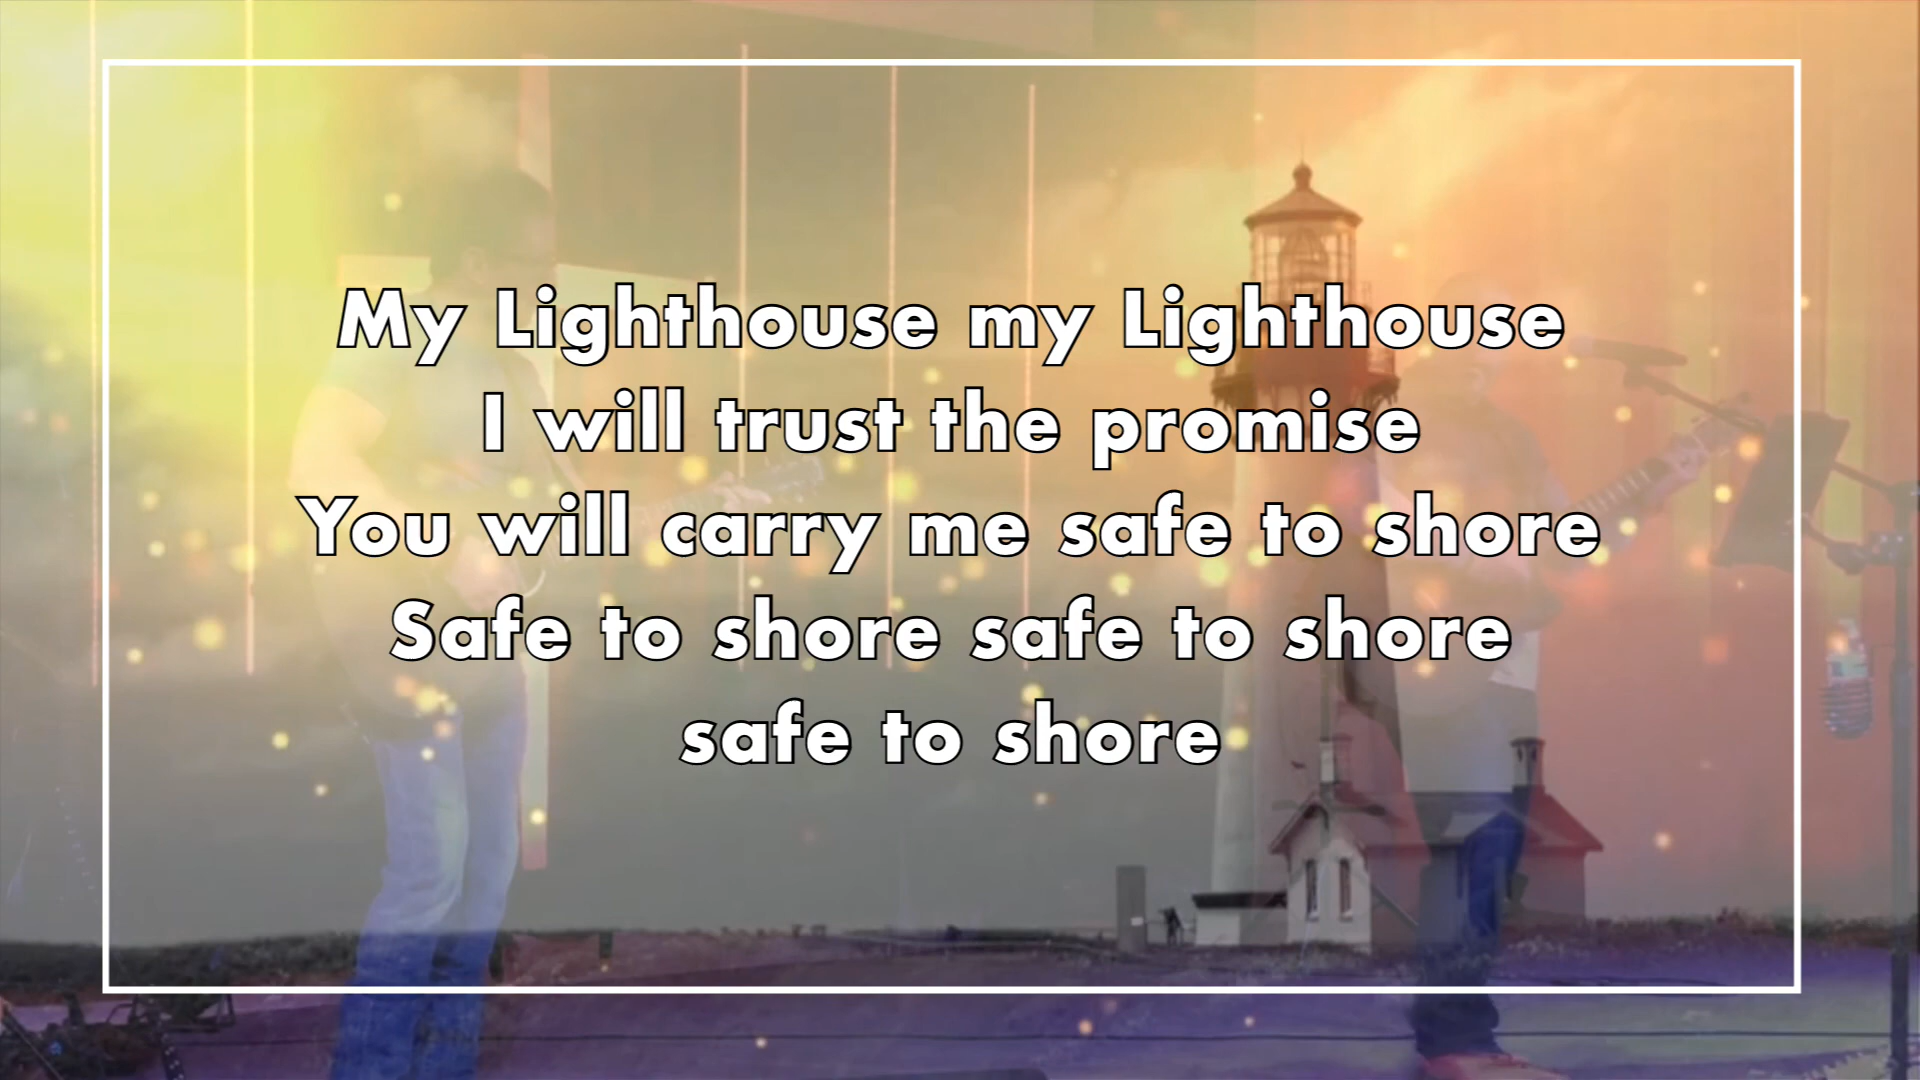 My Lighthouse my Lighthouse
I will trust the promise
You will carry me safe to shore
Safe to shore safe to shore
safe to shore